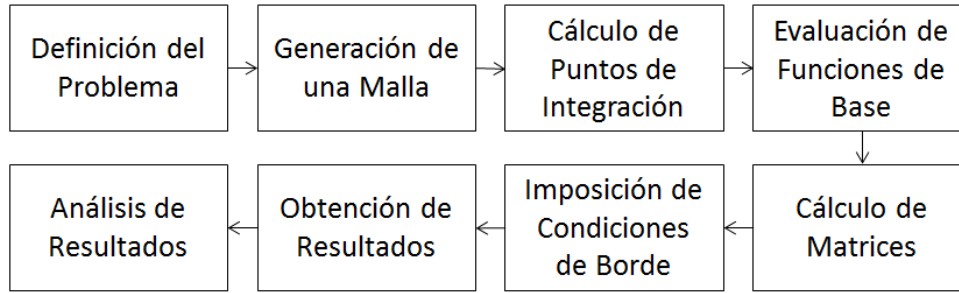 Definición del
Problema
Generación de
una Malla
Cálculo de
Puntos de
Integración
Evaluación de
Funciones de
Base
Cálculo de
Matrices
Imposición de
Condiciones
de Borde
Obtención de
Resultados
Análisis de
Resultados